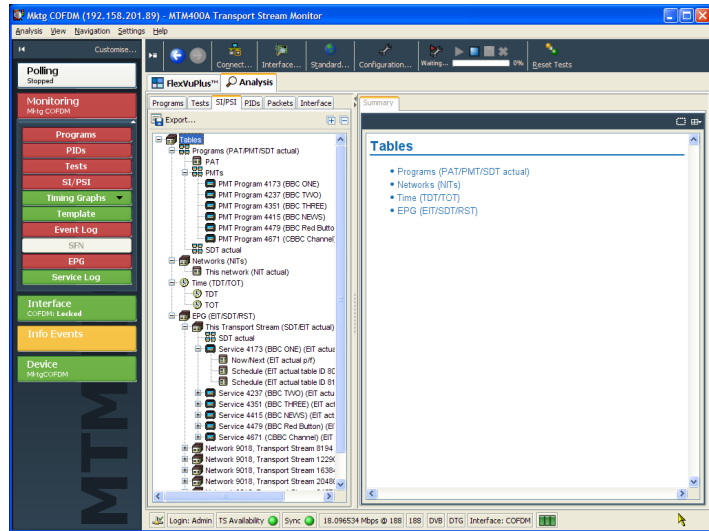 Mktg COFDM (192.158.201.89) - MTM400A Transport Stream Monitor
Analysis View Navigation Settings Help
Customise...
Polling
Stopped
Monitoring
Mktg COFDM
Programs
PIDs
Tests
SI/PSI
Timing Graphs
Template
Event Log
SFN
EPG
Service Log
Interface
COFDM: Locked
Info Events
Device
MktgCOFDM
MTM
Connect... Interface... Standard... Configuration... Waiting... 0% Reset Tests
FlexVuPlus™ Analysis
Programs Tests SI/PSI PIDs Packets Interface
Export...
Tables
Programs (PAT/PMT/SDT actual)
PAT
PMTs
PMT Program 4173 (BBC ONE)
PMT Program 4237 (BBC TWO)
PMT Program 4351 (BBC THREE)
PMT Program 4415 (BBC NEWS)
PMT Program 4479 (BBC Red Butto
PMT Program 4671 (CBBC Channel
SDT actual
Networks (NITs)
This network (NIT actual)
Time (TDT/TOT)
TDT
TOT
EPG (EIT/SDT/RST)
This Transport Stream (SDT/EIT actual)
SDT actual
Service 4173 (BBC ONE) (EIT actua
Now/Next (EIT actual p/f)
Schedule (EIT actual table ID 80
Schedule (EIT actual table ID 81
Service 4237 (BBC TWO) (EIT actu
Service 4351 (BBC THREE) (EIT act
Service 4415 (BBC NEWS) (EIT act
Service 4479 (BBC Red Button) (EI
Service 4671 (CBBC Channel) (EIT
Network 9018, Transport Stream 8194
Network 9018, Transport Stream 12290
Network 9018, Transport Stream 16384
Network 9018, Transport Stream 20480
Summary
Tables
Programs (PAT/PMT/SDT actual)
Networks (NITs)
Time (TDT/TOT)
EPG (EIT/SDT/RST)
Login: Admin TS Availability Sync 18.096534 Mbps @ 188 188 DVB DTG Interface: COFDM